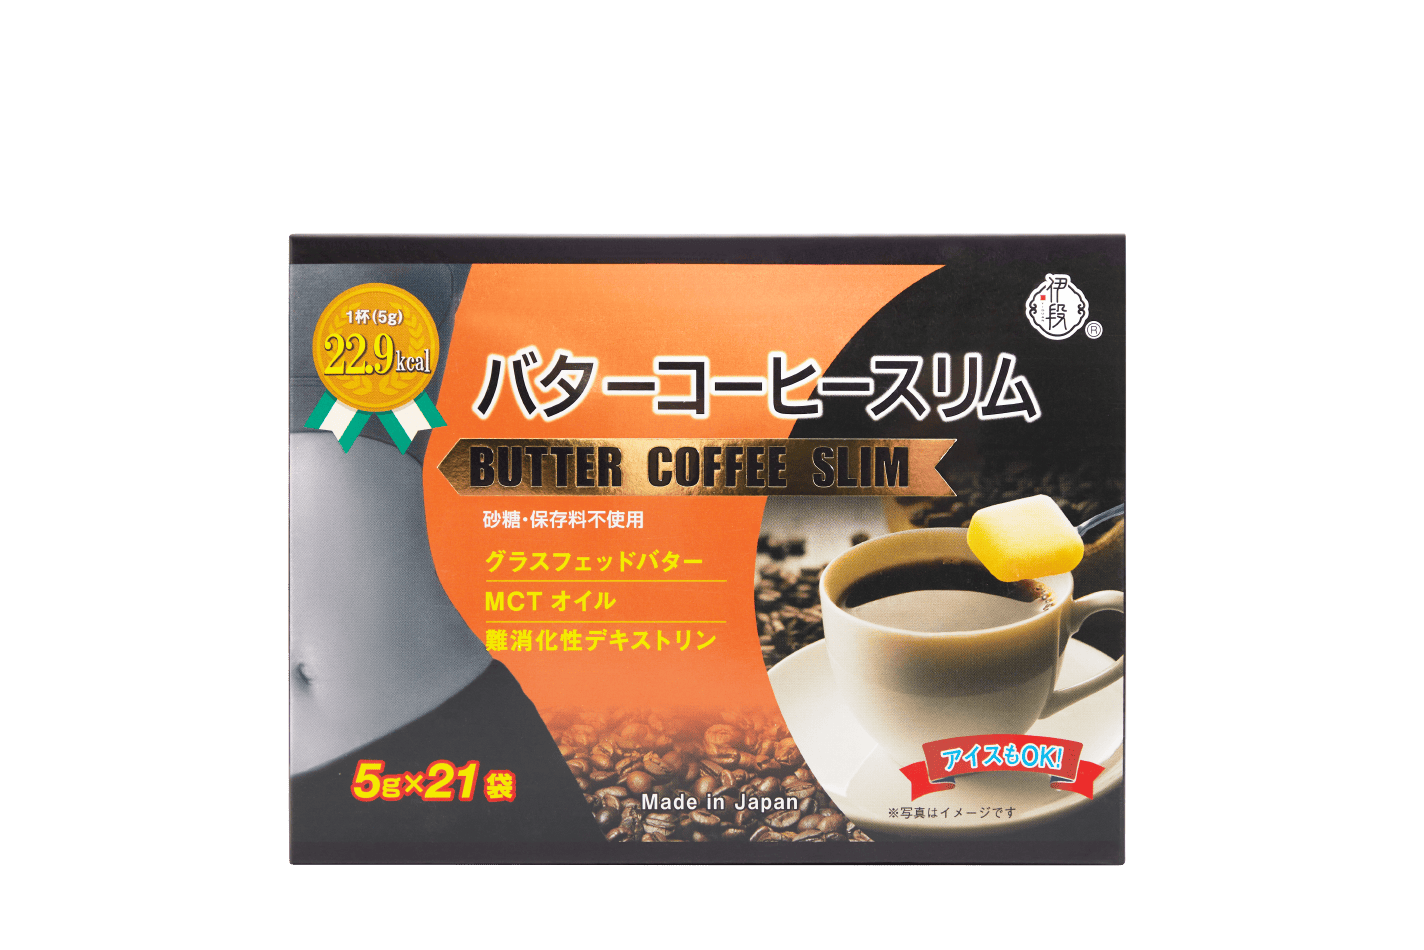 1杯(5g)
22.9kcal
伊段
®
バターコーヒースリム
BUTTER COFFEE SLIM
砂糖・保存料不使用
グラスフェッドバター
MCT オイル
難消化性デキストリン
アイスもOK!
5g×21袋
Made in Japan
※写真はイメージです